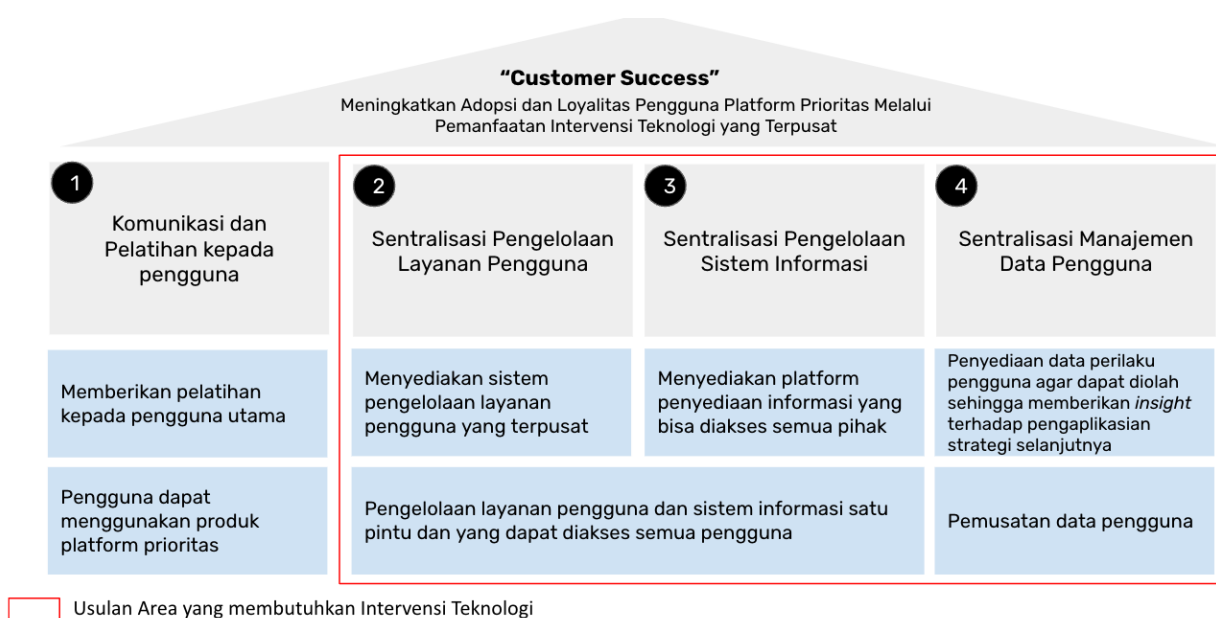 “Customer Success”
Meningkatkan Adopsi dan Loyalitas Pengguna Platform Prioritas Melalui
Pemanfaatan Intervensi Teknologi yang Terpusat
1
Komunikasi dan
Pelatihan kepada
pengguna
2
Sentralisasi Pengelolaan
Layanan Pengguna
3
Sentralisasi Pengelolaan
Sistem Informasi
4
Sentralisasi Manajemen
Data Pengguna
Memberikan pelatihan
kepada pengguna utama
Menyediakan sistem
pengelolaan layanan
pengguna yang terpusat
Menyediakan platform
penyediaan informasi yang
bisa diakses semua pihak
Penyediaan data perilaku
pengguna agar dapat diolah
sehingga memberikan insight
terhadap pengaplikasian
strategi selanjutnya
Pengguna dapat
menggunakan produk
platform prioritas
Pengelolaan layanan pengguna dan sistem informasi satu
pintu dan yang dapat diakses semua pengguna
Pemusatan data pengguna
Usulan Area yang membutuhkan Intervensi Teknologi